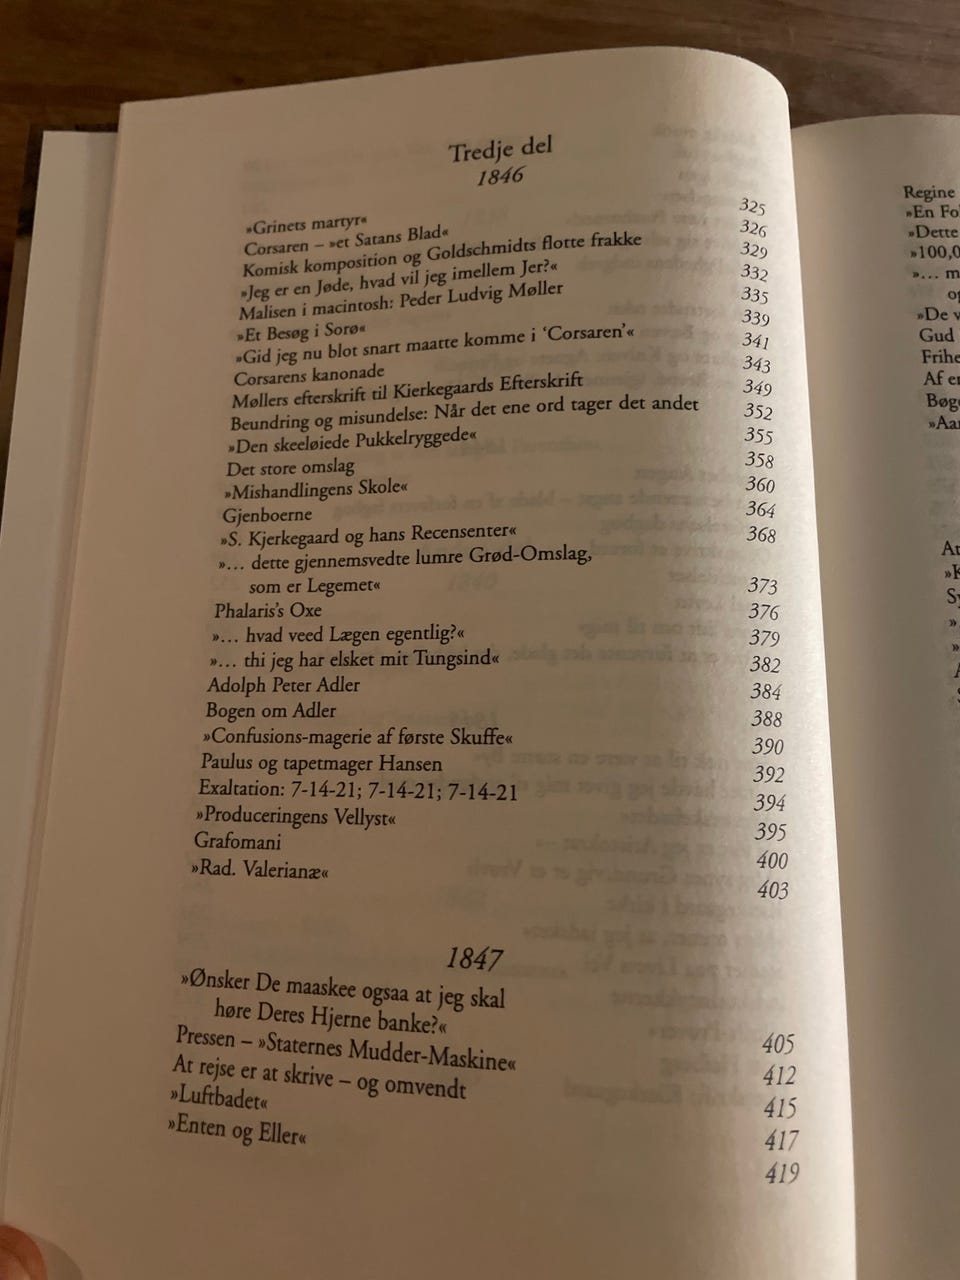 Tredje del
1846
»Grinets martyr« 325
Corsaren – »et Satans Blad« 326
Komisk komposition og Goldschmidts flotte frakke 329
»Jeg er en Jøde, hvad vil jeg imellem Jer?« 332
Malisen i macintosh: Peder Ludvig Møller 335
»Et Besøg i Sorø« 339
»Gid jeg nu blot snart maatte komme i ‘Corsaren’« 341
Corsarens kanonade 343
Møllers efterskrift til Kierkegaards Efterskrift 349
Beundring og misundelse: Når det ene ord tager det andet 352
»Den skeeløiede Pukkelryggede« 355
Det store omslag 358
»Mishandlingens Skole« 360
Gjenboerne 364
»S. Kjerkegaard og hans Recensenter« 368
»... dette gjennemsvedte lumre Grød-Omslag,
som er Legemet« 373
Phalaris's Oxe 376
»... hvad veed Lægen egentlig?« 379
»... thi jeg har elsket mit Tungsind« 382
Adolph Peter Adler 384
Bogen om Adler 388
»Confusions-magerie af første Skuffe« 390
Paulus og tapetmager Hansen 392
Exaltation: 7-14-21; 7-14-21; 7-14-21 394
»Produceringens Vellyst« 395
Grafomani 400
»Rad. Valerianæ« 403
1847
»Ønsker De maaskee ogsaa at jeg skal
høre Deres Hjerne banke?« 405
Pressen – »Staternes Mudder-Maskine« 412
At rejse er at skrive – og omvendt 415
»Luftbadet« 417
»Enten og Eller« 419
Regine
»En Fo
»Dette
»100,0
»... m
»De v
Gud
Frihe
Af e
Bøge
»Aa